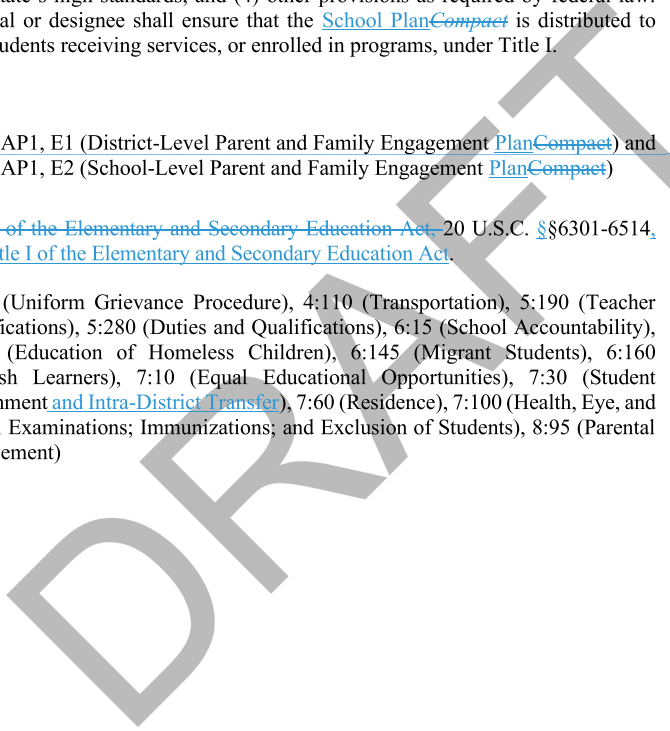 tate's high standards, and (4) other provisions as required by federal law.
al or designee shall ensure that the School PlanCompact is distributed to
udents receiving services, or enrolled in programs, under Title I.
AP1, E1 (District-Level Parent and Family Engagement PlanCompact) and
AP1, E2 (School-Level Parent and Family Engagement PlanCompact)
of the Elementary and Secondary Education Act, 20 U.S.C. §§6301-6514,
tle I of the Elementary and Secondary Education Act.
(Uniform Grievance Procedure), 4:110 (Transportation), 5:190 (Teacher
fications), 5:280 (Duties and Qualifications), 6:15 (School Accountability),
(Education of Homeless Children), 6:145 (Migrant Students), 6:160
sh Learners), 7:10 (Equal Educational Opportunities), 7:30 (Student
nment and Intra-District Transfer), 7:60 (Residence), 7:100 (Health, Eye, and
l Examinations; Immunizations; and Exclusion of Students), 8:95 (Parental
ement)
DRAFT